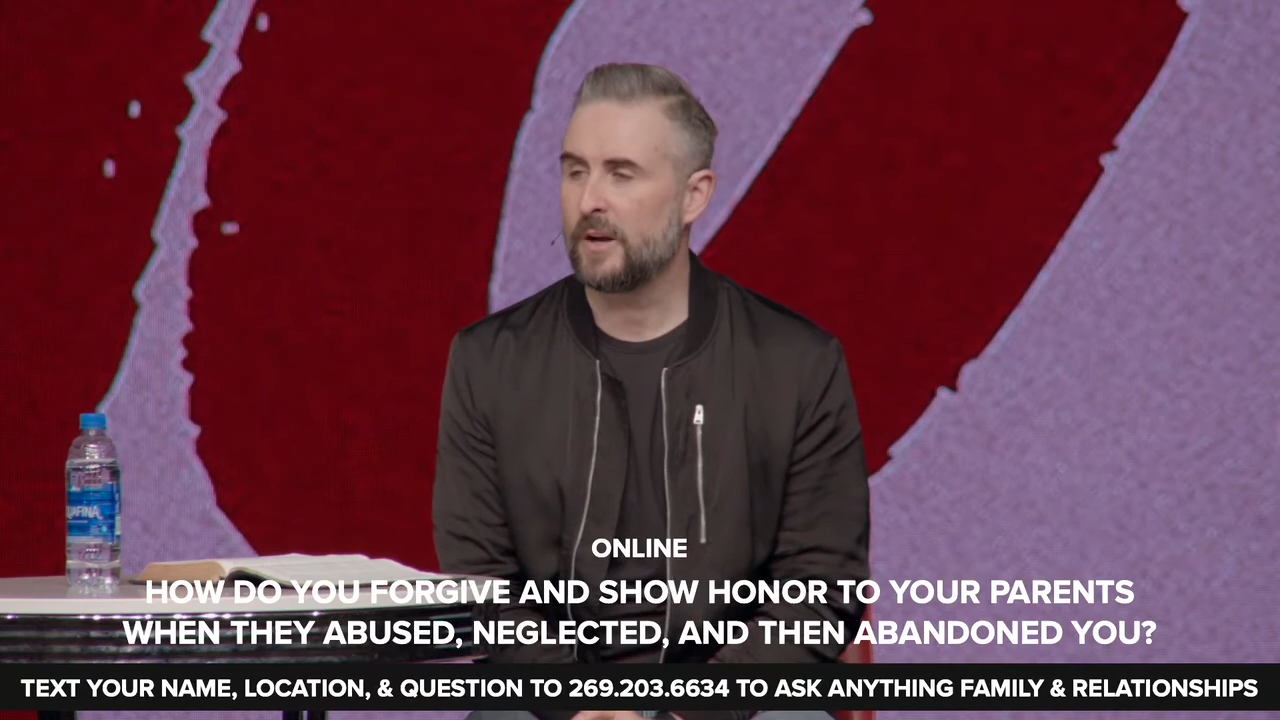 AFINA
ONLINE
HOW DO YOU FORGIVE AND SHOW HONOR TO YOUR PARENTS
WHEN THEY ABUSED, NEGLECTED, AND THEN ABANDONED YOU?
TEXT YOUR NAME, LOCATION, & QUESTION TO 269.203.6634 TO ASK ANYTHING FAMILY & RELATIONSHIPS